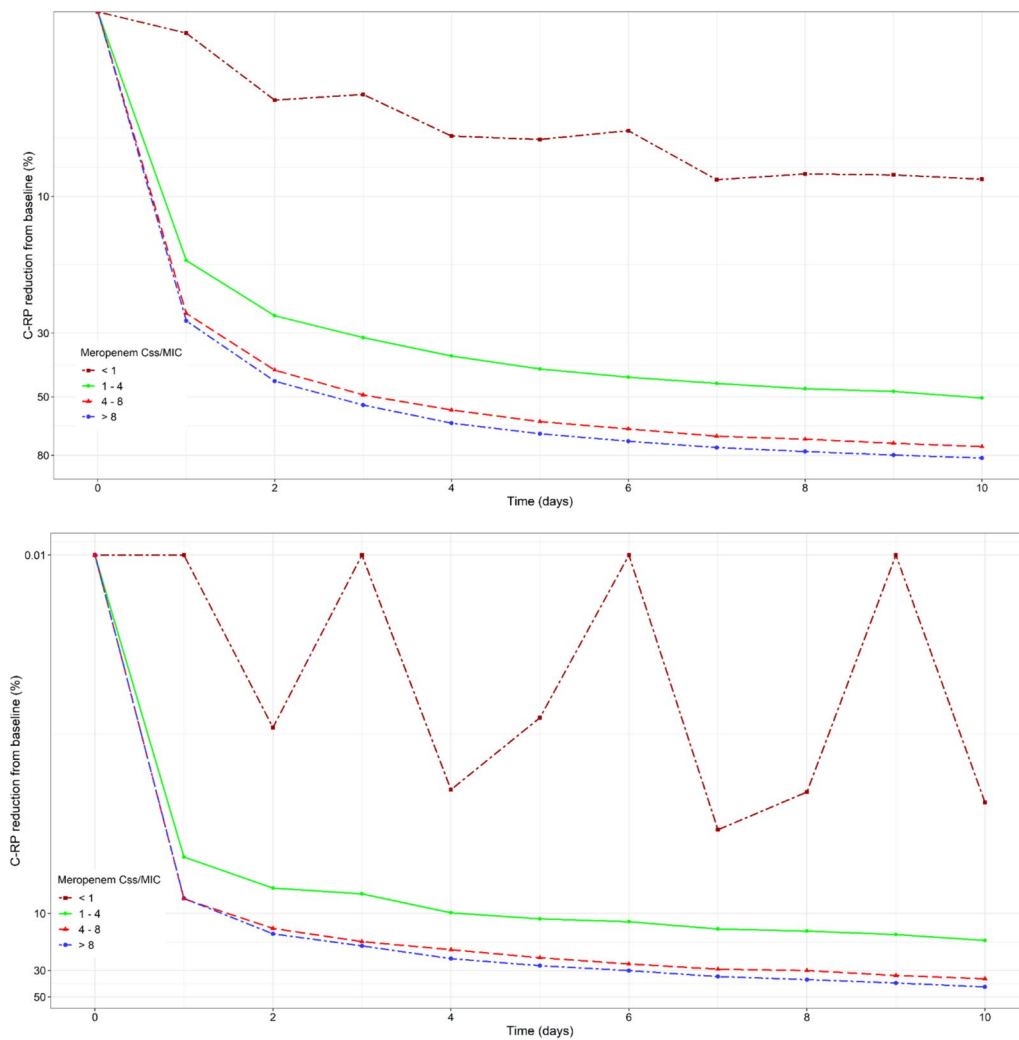 C-RP reduction from baseline (%)
10
30
50
80
Meropenem Css/MIC
< 1
1 - 4
4 - 8
> 8
0
2
4
6
8
10
Time (days)
C-RP reduction from baseline (%)
0.01
10
30
50
Meropenem Css/MIC
< 1
1 - 4
4 - 8
> 8
0
2
4
6
8
10
Time (days)